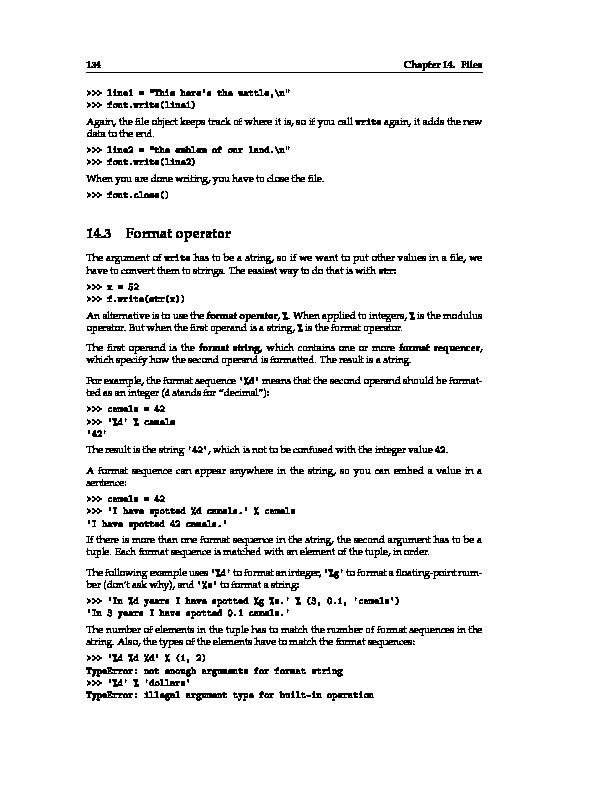 134 Chapter 14. Files
>>> line1 = "This here's the wattle,\n"
>>> fout.write(line1)
Again, the file object keeps track of where it is, so if you call write again, it adds the new
data to the end.
>>> line2 = "the emblem of our land.\n"
>>> fout.write(line2)
When you are done writing, you have to close the file.
>>> fout.close()
14.3 Format operator
The argument of write has to be a string, so if we want to put other values in a file, we
have to convert them to strings. The easiest way to do that is with str:
>>> x = 52
>>> f.write(str(x))
An alternative is to use the format operator, %. When applied to integers, % is the modulus
operator. But when the first operand is a string, % is the format operator.
The first operand is the format string, which contains one or more format sequences,
which specify how the second operand is formatted. The result is a string.
For example, the format sequence '%d' means that the second operand should be format-
ted as an integer (d stands for “decimal”):
>>> camels = 42
>>> '%d' % camels
'42'
The result is the string '42', which is not to be confused with the integer value 42.
A format sequence can appear anywhere in the string, so you can embed a value in a
sentence:
>>> camels = 42
>>> 'I have spotted %d camels.' % camels
'I have spotted 42 camels.'
If there is more than one format sequence in the string, the second argument has to be a
tuple. Each format sequence is matched with an element of the tuple, in order.
The following example uses '%d' to format an integer, '%g' to format a floating-point num-
ber (don’t ask why), and '%s' to format a string:
>>> 'In %d years I have spotted %g %s.' % (3, 0.1, 'camels')
'In 3 years I have spotted 0.1 camels.'
The number of elements in the tuple has to match the number of format sequences in the
string. Also, the types of the elements have to match the format sequences:
>>> '%d %d %d' % (1, 2)
TypeError: not enough arguments for format string
>>> '%d' % 'dollars'
TypeError: illegal argument type for built-in operation